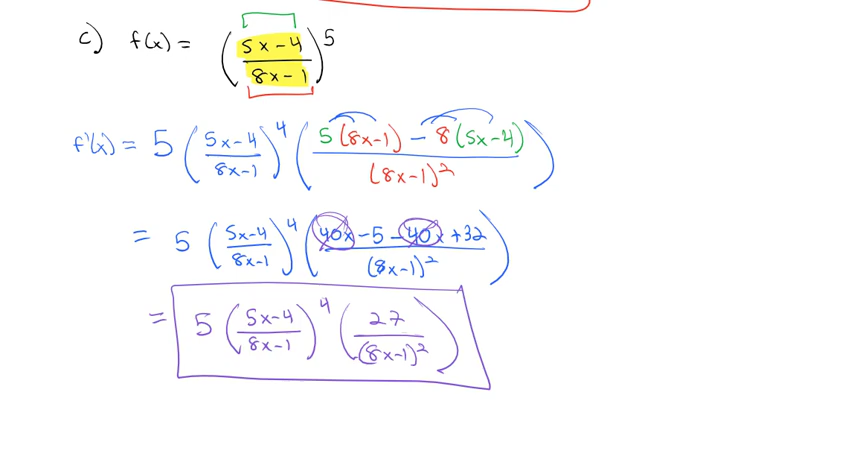 c) f(x) = ( (5x-4)/(8x-1) )^5
f'(x) = 5 ( (5x-4)/(8x-1) )^4 ( (5(8x-1) - 8(5x-4))/(8x-1)^2 )
= 5 ( (5x-4)/(8x-1) )^4 ( (40x-5-40x+32)/(8x-1)^2 )
= 5 ( (5x-4)/(8x-1) )^4 ( 27/(8x-1)^2 )